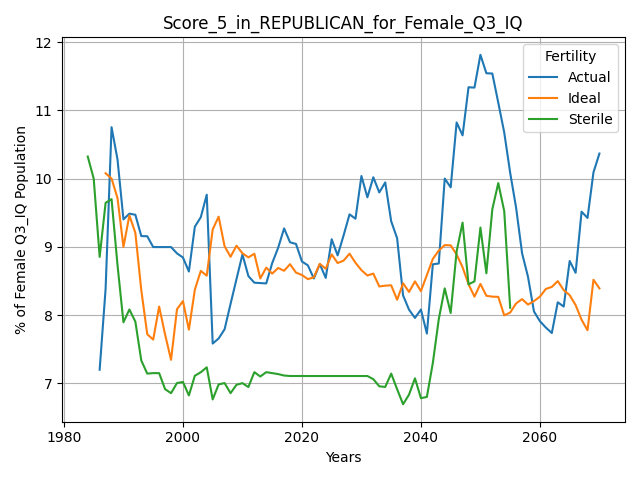 Score_5_in_REPUBLICAN_for_Female_Q3_IQ
% of Female Q3_IQ Population
12
11
10
9
8
7
Fertility
Actual
Ideal
Sterile
1980
2000
2020
2040
2060
Years